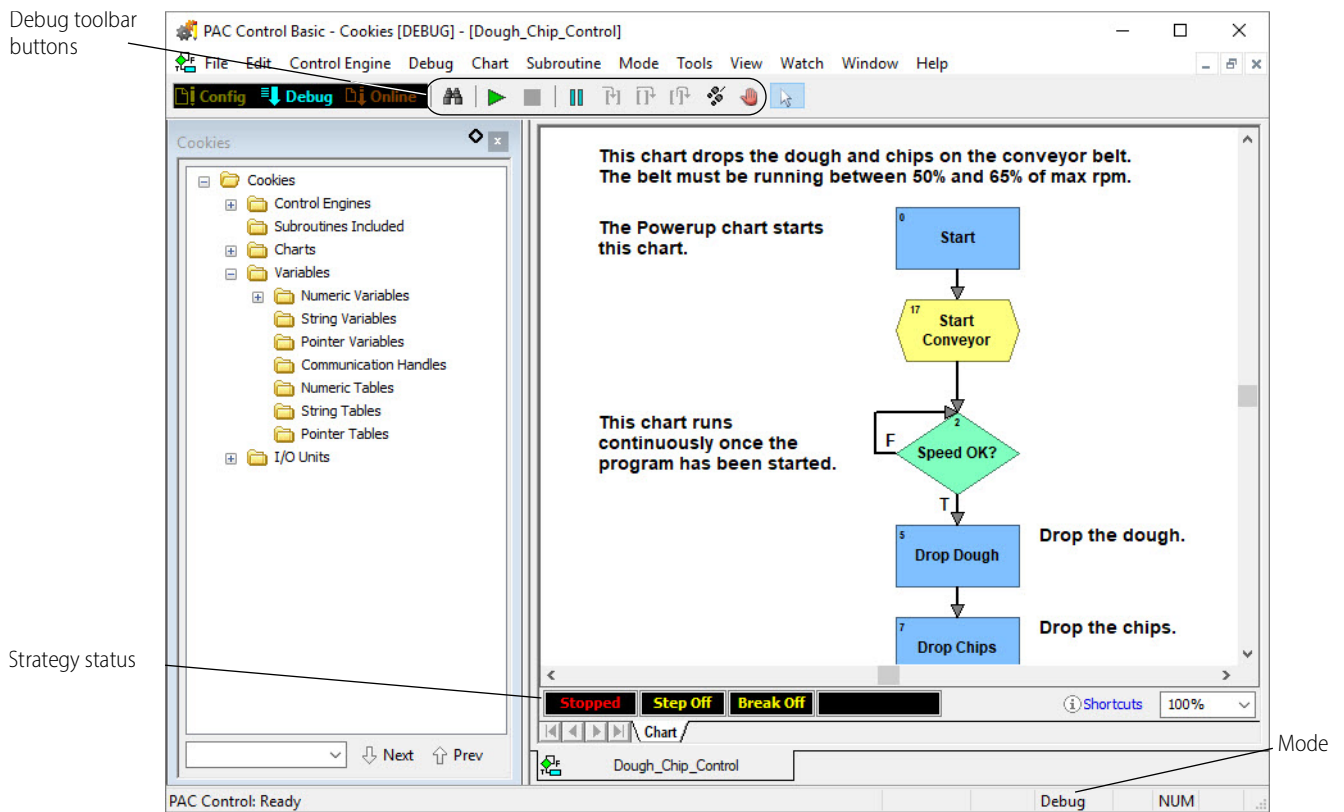 Debug toolbar
buttons
PAC Control Basic - Cookies [DEBUG] - [Dough_Chip_Control]
File Edit Control Engine Debug Chart Subroutine Mode Tools View Watch Window Help
Config Debug Online
Cookies
Cookies
Control Engines
Subroutines Included
Charts
Variables
Numeric Variables
String Variables
Pointer Variables
Communication Handles
Numeric Tables
String Tables
Pointer Tables
I/O Units
Next Prev
This chart drops the dough and chips on the conveyor belt.
The belt must be running between 50% and 65% of max rpm.
The Powerup chart starts
this chart.
0
Start
17
Start
Conveyor
This chart runs
continuously once the
program has been started.
2
F
Speed OK?
T
5
Drop Dough
Drop the dough.
7
Drop Chips
Drop the chips.
Strategy status
Stopped Step Off Break Off
Shortcuts 100%
Chart
Dough_Chip_Control
Mode
PAC Control: Ready
Debug NUM